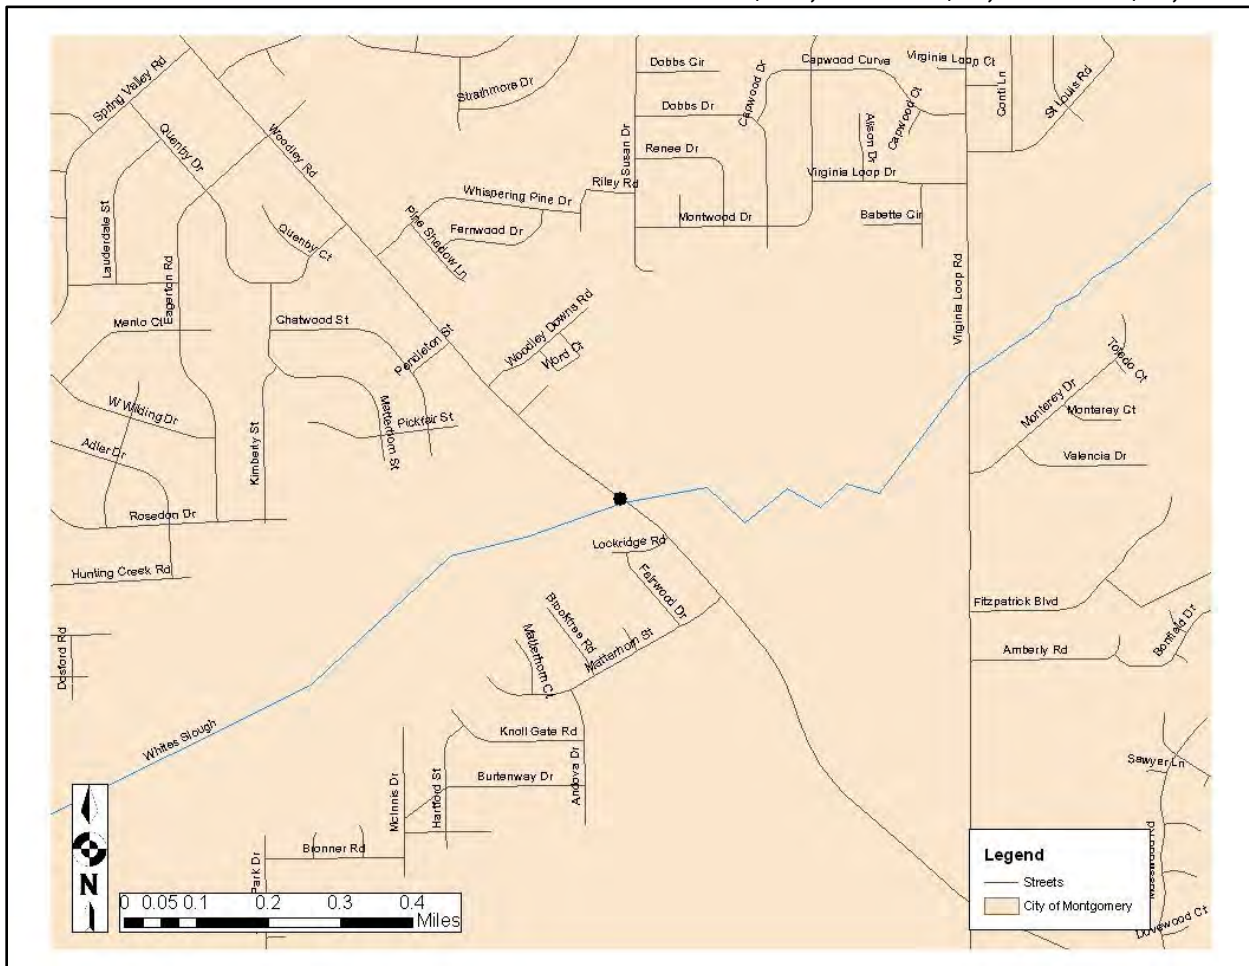 Dobbs Cir
Capwood Curve
Virginia Loop Ct
Spring Valley Rd
Strathmore Dr
Capwood Dr
Conti Ln
St Louis Rd
Dobbs Dr
Capwood Ct
Quenby Dr
Woodley Rd
Susan Dr
Alison Dr
Renee Dr
Virginia Loop Dr
Riley Rd
Whispering Pine Dr
Lauderdale St
Pine Shadow Ln
Fernwood Dr
Montwood Dr
Babette Cir
Quenby Ct
Eagerton Rd
Virginia Loop Rd
Menlo Ct
Chatwood St
Pendleton St
Woodley Downs Rd
Word Ct
Toledo Ct
Monterey Dr
W Wilding Dr
Matterhorn St
Pickfair St
Monterey Ct
Adler Dr
Kimberly St
Valencia Dr
Rosedon Dr
Lockridge Rd
Hunting Creek Rd
Fairwood Dr
Fitzpatrick Blvd
Brooktree Rd
Bonfield Dr
Dosford Rd
Matterhorn Ct
Matterhorn St
Amberly Rd
Whites Slough
Knoll Gate Rd
Andova Dr
Sawyer Ln
Burtenway Dr
McInnis Dr
Hartford St
Bronner Rd
Park Dr
N
0 0.05 0.1 0.2 0.3 0.4
Miles
Legend
Streets
City of Montgomery
Dovewood Ct